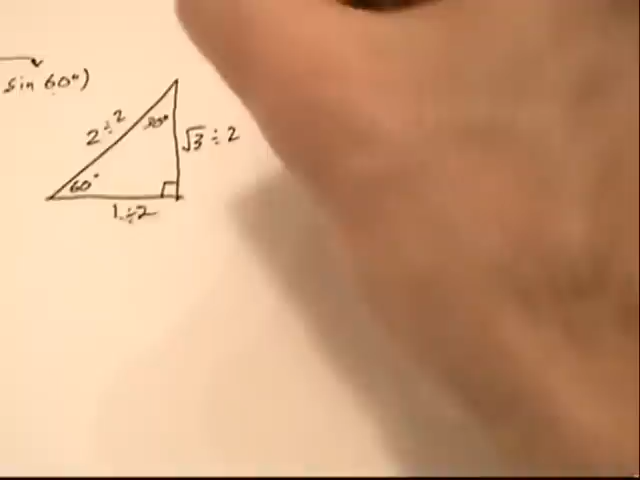 sin 60°)
2 ÷ 2
30°
√3 ÷ 2
60°
1 ÷ 2